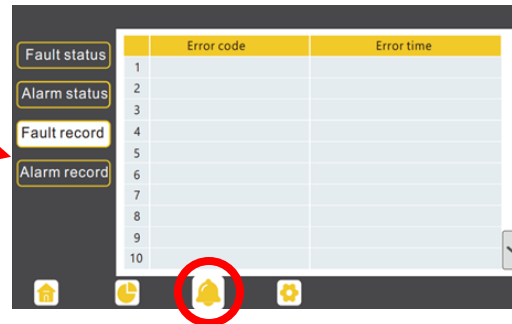 Fault status
Alarm status
Fault record
Alarm record
Error code Error time
1
2
3
4
5
6
7
8
9
10